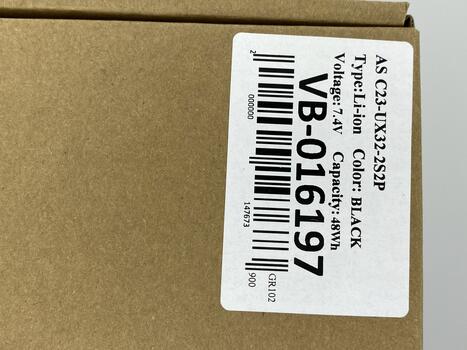 AS C23-UX32-2S2P
Type:Li-ion Color: BLACK
Voltage:7.4V Capacity:48Wh
VB-016197
2 000000 147673 900
GR102